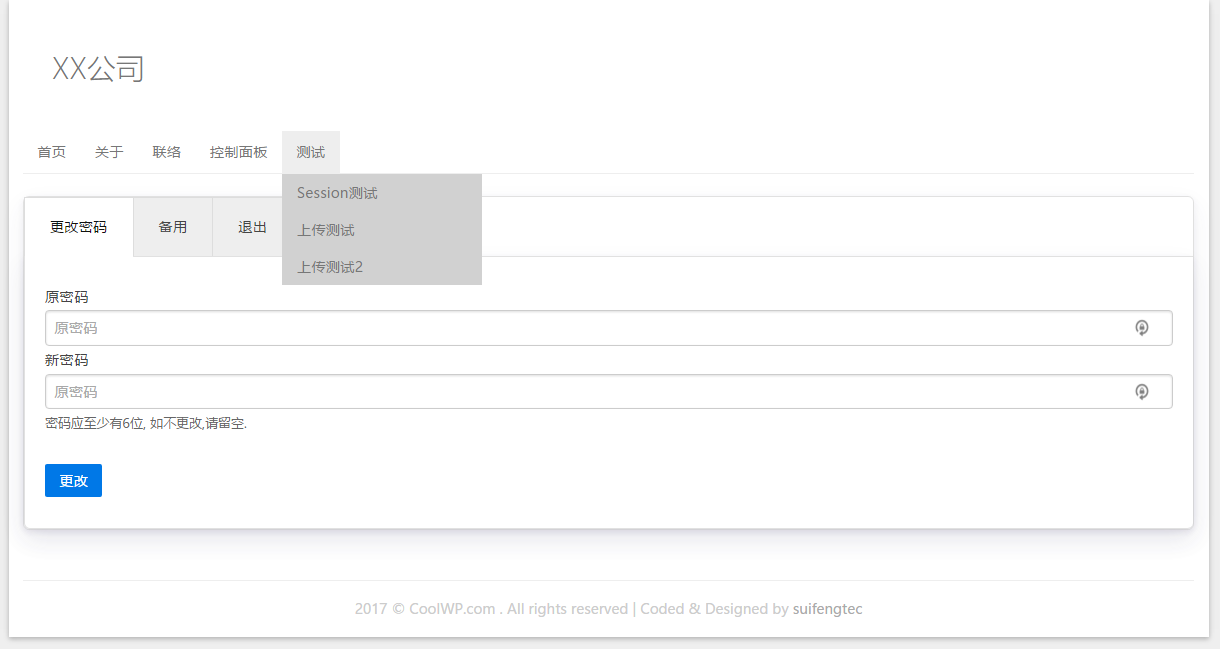 XX公司
首页 关于 联络 控制面板 测试
Session测试
上传测试
上传测试2
更改密码 备用 退出
原密码
原密码
新密码
原密码
密码应至少有6位, 如不更改,请留空.
更改
2017 © CoolWP.com . All rights reserved | Coded & Designed by suifengtec